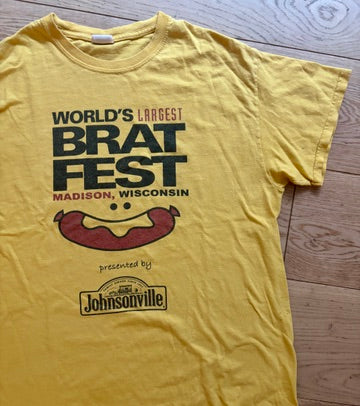 WORLD'S LARGEST
BRAT
FEST
MADISON, WISCONSIN
presented by
Johnsonville